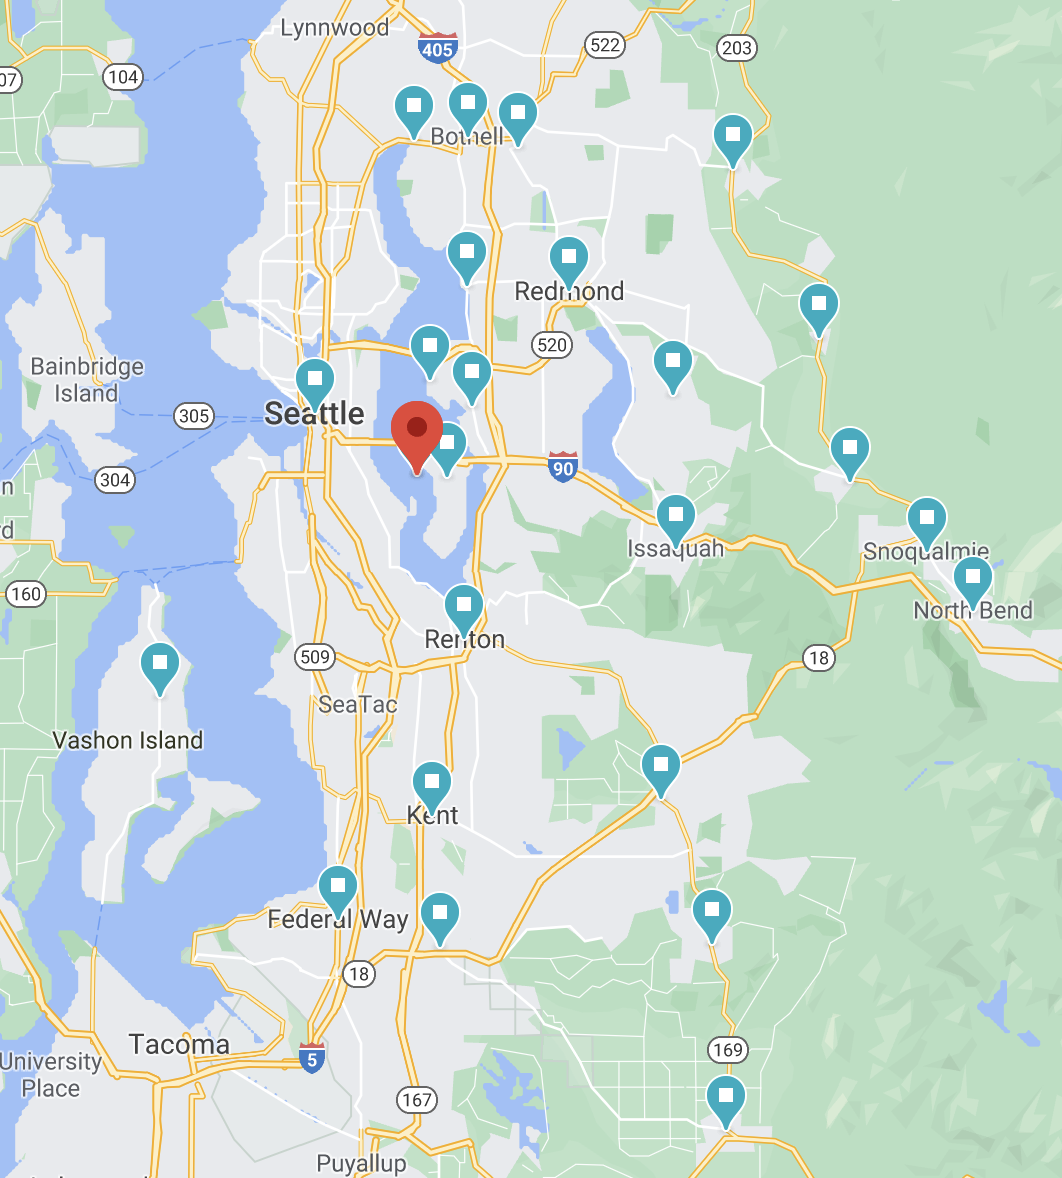 Lynnwood
405
522
203
07
104
Bothell
Redmond
520
Bainbridge
Island
305
Seattle
90
304
n
rd
Issaquah
Snoqualmie
160
North Bend
Renton
509
18
SeaTac
Vashon Island
Kent
Federal Way
18
Tacoma
5
169
University
Place
167
Puyallup